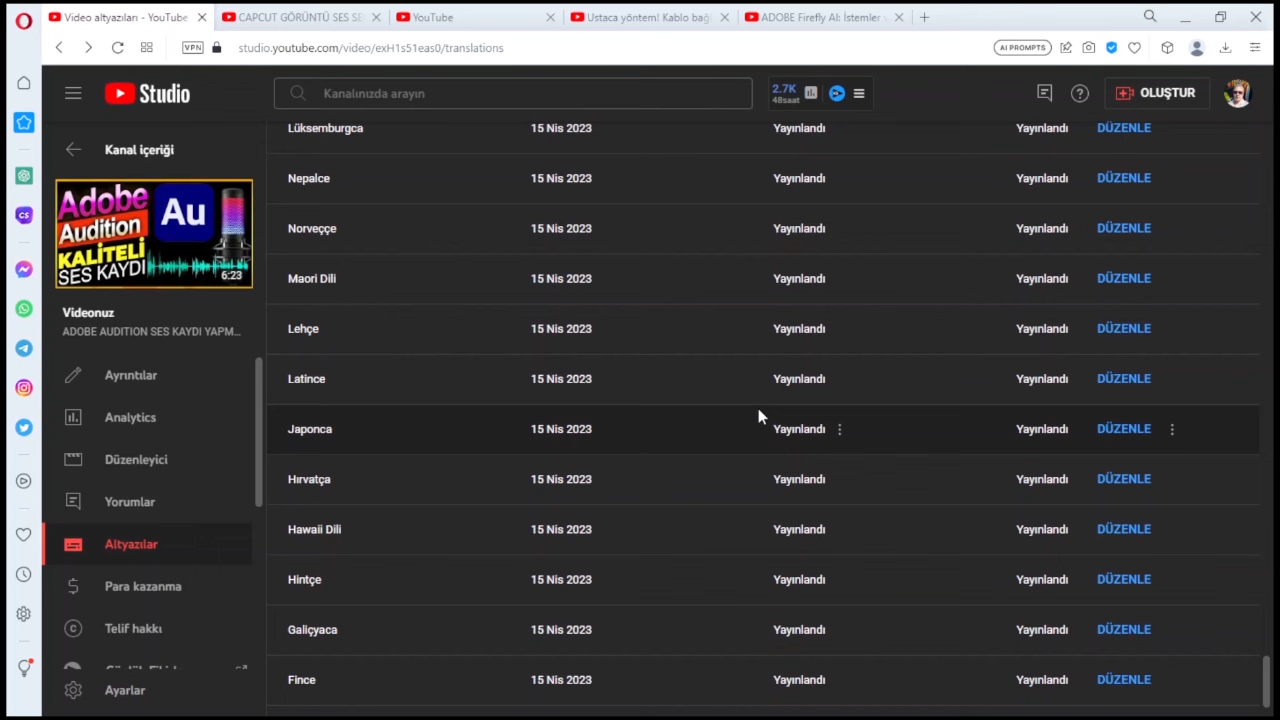 Video altyazıları - YouTube
CAPCUT GÖRÜNTÜ SES SE
YouTube
Ustaca yöntem! Kablo bağ
ADOBE Firefly AI: İstemler v
VPN
studio.youtube.com/video/exH1s51eas0/translations
AI PROMPTS
Studio
Kanalınızda arayın
2.7K
48saat
OLUŞTUR
Kanal içeriği
Adobe
Audition
KALİTELİ
SES KAYDI
Au
6:23
Videonuz
ADOBE AUDITION SES KAYDI YAPM...
Ayrıntılar
Analytics
Düzenleyici
Yorumlar
Altyazılar
Para kazanma
Telif hakkı
Ayarlar
Lüksemburgca 15 Nis 2023 Yayınlandı Yayınlandı DÜZENLE
Nepalce 15 Nis 2023 Yayınlandı Yayınlandı DÜZENLE
Norveççe 15 Nis 2023 Yayınlandı Yayınlandı DÜZENLE
Maori Dili 15 Nis 2023 Yayınlandı Yayınlandı DÜZENLE
Lehçe 15 Nis 2023 Yayınlandı Yayınlandı DÜZENLE
Latince 15 Nis 2023 Yayınlandı Yayınlandı DÜZENLE
Japonca 15 Nis 2023 Yayınlandı Yayınlandı DÜZENLE
Hırvatça 15 Nis 2023 Yayınlandı Yayınlandı DÜZENLE
Hawaii Dili 15 Nis 2023 Yayınlandı Yayınlandı DÜZENLE
Hintçe 15 Nis 2023 Yayınlandı Yayınlandı DÜZENLE
Galiçyaca 15 Nis 2023 Yayınlandı Yayınlandı DÜZENLE
Fince 15 Nis 2023 Yayınlandı Yayınlandı DÜZENLE